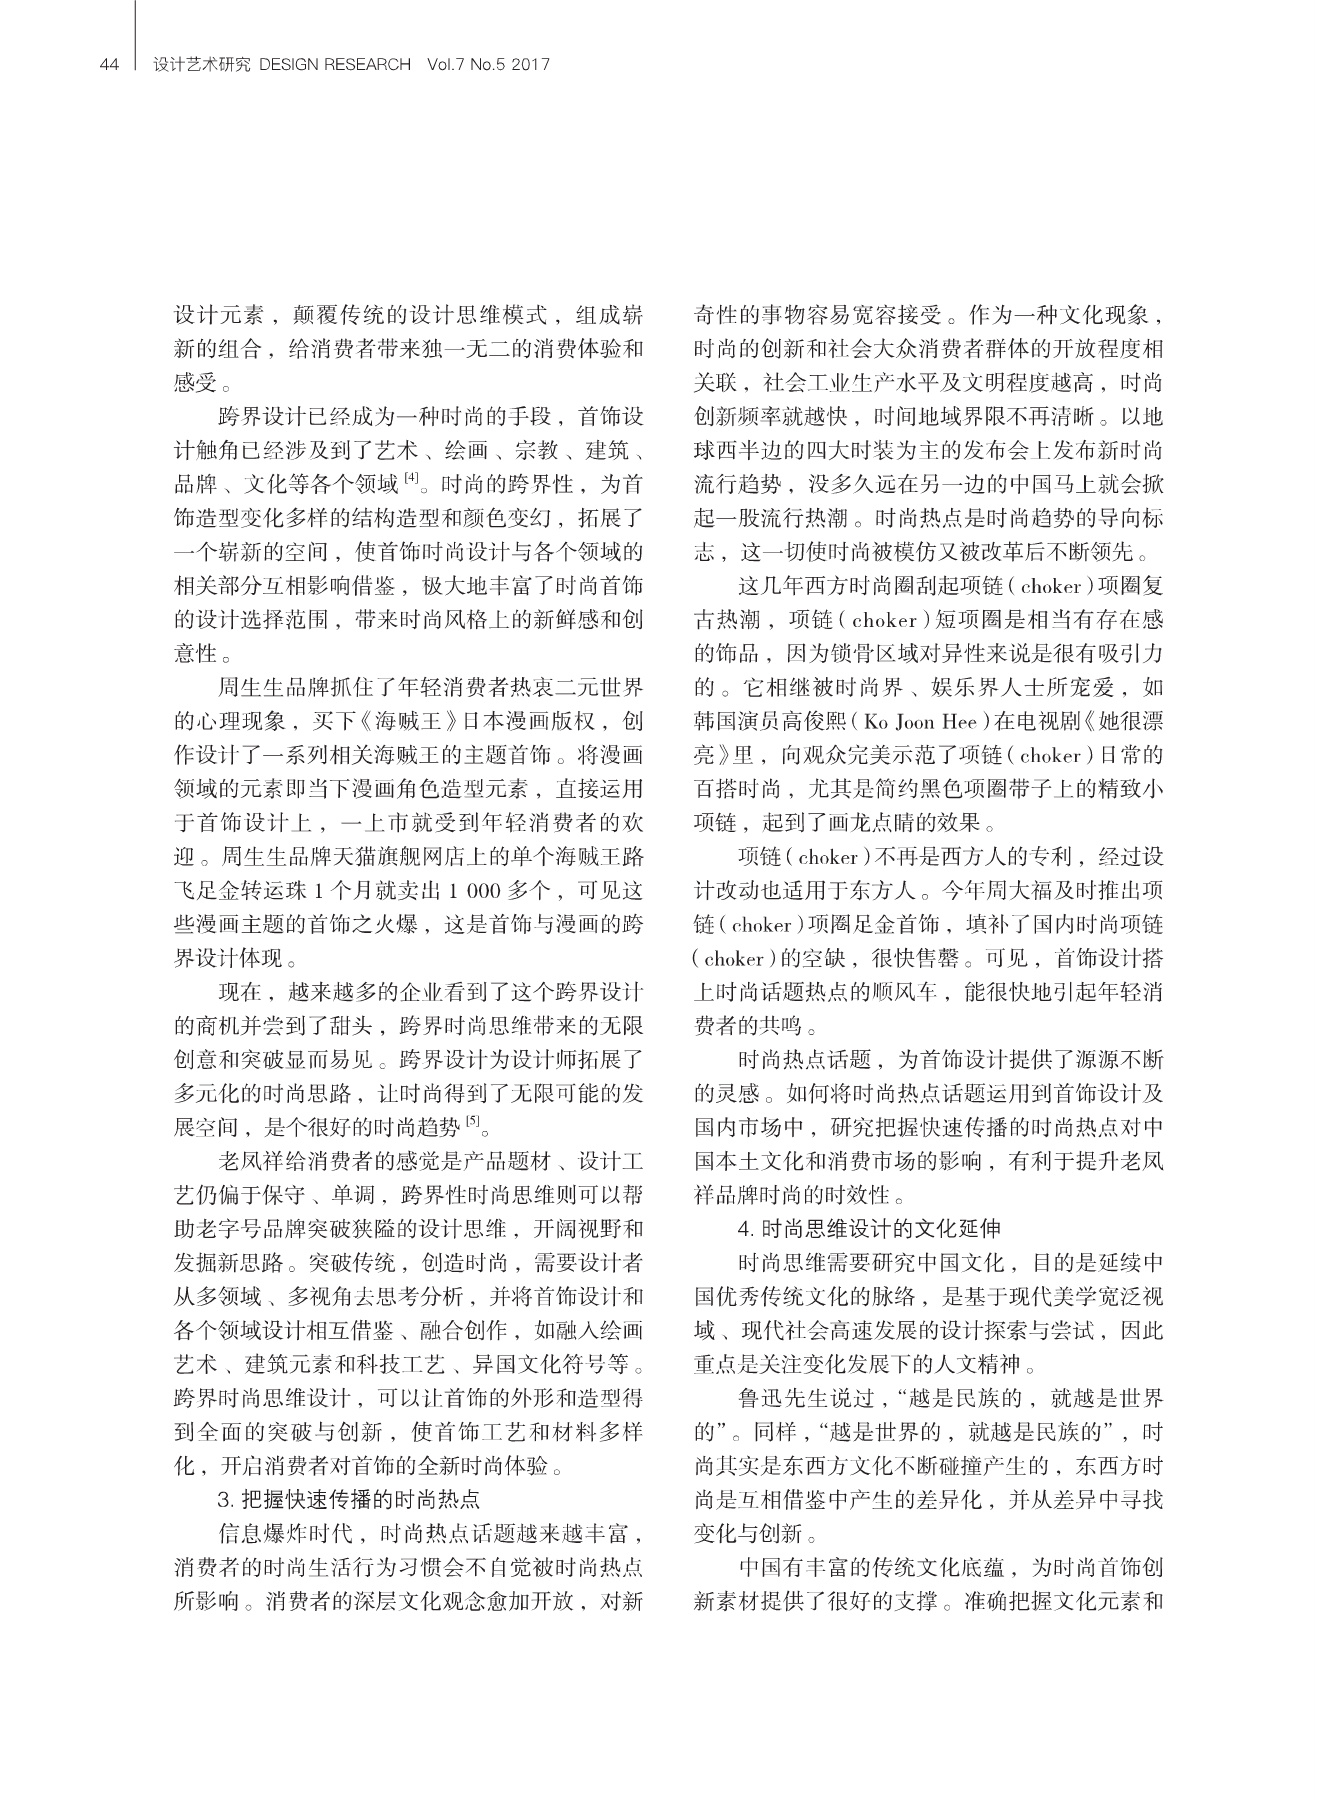 44 设计艺术研究 DESIGN RESEARCH Vol.7 No.5 2017
设计元素，颠覆传统的设计思维模式，组成崭
新的组合，给消费者带来独一无二的消费体验和
感受。
跨界设计已经成为一种时尚的手段，首饰设
计触角已经涉及到了艺术、绘画、宗教、建筑、
品牌、文化等各个领域[4]。时尚的跨界性，为首
饰造型变化多样的结构造型和颜色变幻，拓展了
一个崭新的空间，使首饰时尚设计与各个领域的
相关部分互相影响借鉴，极大地丰富了时尚首饰
的设计选择范围，带来时尚风格上的新鲜感和创
意性。
周生生品牌抓住了年轻消费者热衷二元世界
的心理现象，买下《海贼王》日本漫画版权，创
作设计了一系列相关海贼王的主题首饰。将漫画
领域的元素即当下漫画角色造型元素，直接运用
于首饰设计上，一上市就受到年轻消费者的欢
迎。周生生品牌天猫旗舰网店上的单个海贼王路
飞足金转运珠 1 个月就卖出 1 000 多个，可见这
些漫画主题的首饰之火爆，这是首饰与漫画的跨
界设计体现。
现在，越来越多的企业看到了这个跨界设计
的商机并尝到了甜头，跨界时尚思维带来的无限
创意和突破显而易见。跨界设计为设计师拓展了
多元化的时尚思路，让时尚得到了无限可能的发
展空间，是个很好的时尚趋势[5]。
老凤祥给消费者的感觉是产品题材、设计工
艺仍偏于保守、单调，跨界性时尚思维则可以帮
助老字号品牌突破狭隘的设计思维，开阔视野和
发掘新思路。突破传统，创造时尚，需要设计者
从多领域、多视角去思考分析，并将首饰设计和
各个领域设计相互借鉴、融合创作，如融入绘画
艺术、建筑元素和科技工艺、异国文化符号等。
跨界时尚思维设计，可以让首饰的外形和造型得
到全面的突破与创新，使首饰工艺和材料多样
化，开启消费者对首饰的全新时尚体验。
3. 把握快速传播的时尚热点
信息爆炸时代，时尚热点话题越来越丰富，
消费者的时尚生活行为习惯会不自觉被时尚热点
所影响。消费者的深层文化观念愈加开放，对新
奇性的事物容易宽容接受。作为一种文化现象，
时尚的创新和社会大众消费者群体的开放程度相
关联，社会工业生产水平及文明程度越高，时尚
创新频率就越快，时间地域界限不再清晰。以地
球西半边的四大时装为主的发布会上发布新时尚
流行趋势，没多久远在另一边的中国马上就会掀
起一股流行热潮。时尚热点是时尚趋势的导向标
志，这一切使时尚被模仿又被改革后不断领先。
这几年西方时尚圈刮起项链(choker)项圈复
古热潮，项链(choker)短项圈是相当有存在感
的饰品，因为锁骨区域对异性来说是很有吸引力
的。它相继被时尚界、娱乐界人士所宠爱，如
韩国演员高俊熙(Ko Joon Hee)在电视剧《她很漂
亮》里，向观众完美示范了项链(choker)日常的
百搭时尚，尤其是简约黑色项圈带子上的精致小
项链，起到了画龙点睛的效果。
项链(choker)不再是西方人的专利，经过设
计改动也适用于东方人。今年周大福及时推出项
链(choker)项圈足金首饰，填补了国内时尚项链
(choker)的空缺，很快售罄。可见，首饰设计搭
上时尚话题热点的顺风车，能很快地引起年轻消
费者的共鸣。
时尚热点话题，为首饰设计提供了源源不断
的灵感。如何将时尚热点话题运用到首饰设计及
国内市场中，研究把握快速传播的时尚热点对中
国本土文化和消费市场的影响，有利于提升老凤
祥品牌时尚的时效性。
4. 时尚思维设计的文化延伸
时尚思维需要研究中国文化，目的是延续中
国优秀传统文化的脉络，是基于现代美学宽泛视
域、现代社会高速发展的设计探索与尝试，因此
重点是关注变化发展下的人文精神。
鲁迅先生说过，“越是民族的，就越是世界
的”。同样，“越是世界的，就越是民族的”，时
尚其实是东西方文化不断碰撞产生的，东西方时
尚是互相借鉴中产生的差异化，并从差异中寻找
变化与创新。
中国有丰富的传统文化底蕴，为时尚首饰创
新素材提供了很好的支撑。准确把握文化元素和